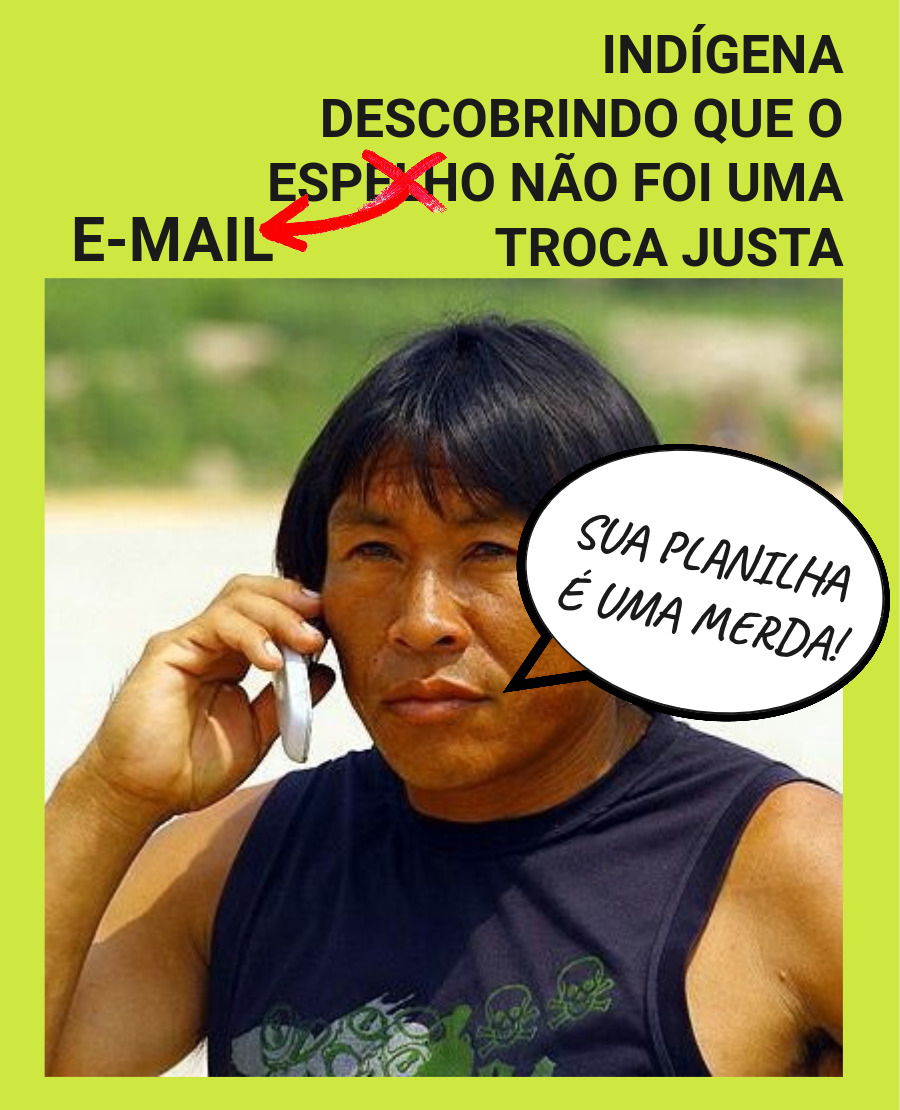 INDÍGENA
DESCOBRINDO QUE O
ESPELHO NÃO FOI UMA
E-MAIL
TROCA JUSTA
SUA PLANILHA
É UMA MERDA!